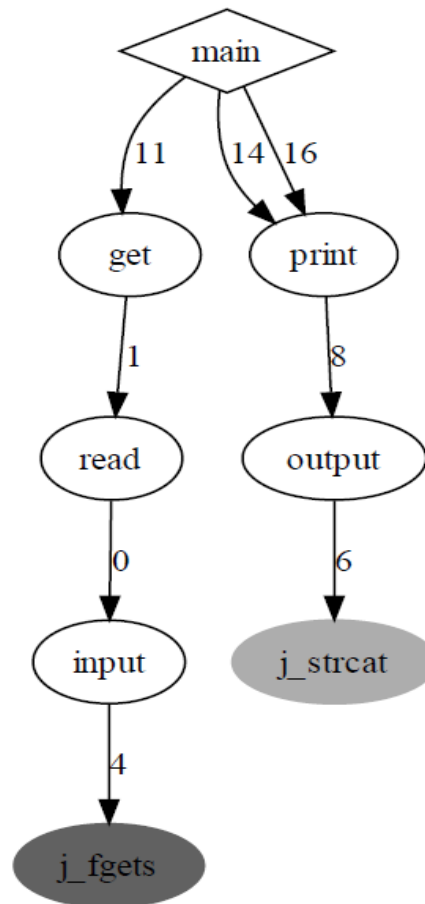 main
11
14
16
get
print
1
8
read
output
0
6
input
j_strcat
4
j_fgets